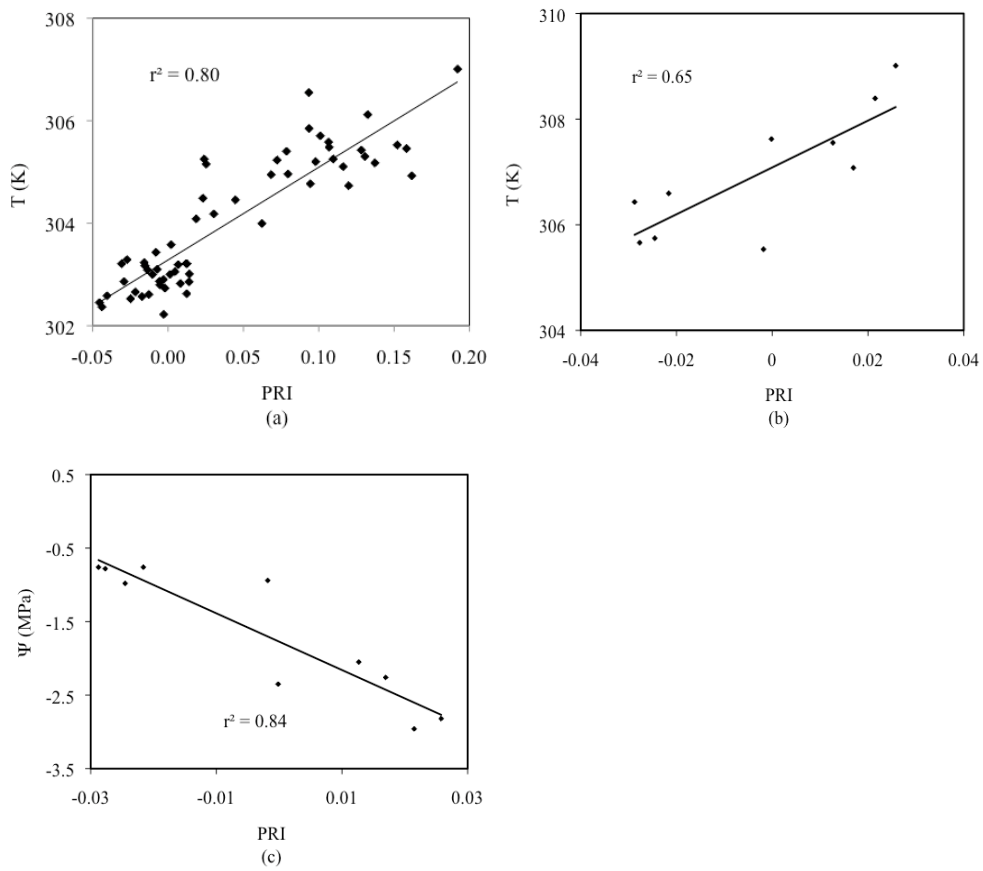 308
r² = 0.80
306
T (K)
304
302
-0.05 0.00 0.05 0.10 0.15 0.20
PRI
(a)
310
r² = 0.65
308
T (K)
306
304
-0.04 -0.02 0 0.02 0.04
PRI
(b)
0.5
-0.5
Ψ (MPa)
-1.5
-2.5
r² = 0.84
-3.5
-0.03 -0.01 0.01 0.03
PRI
(c)